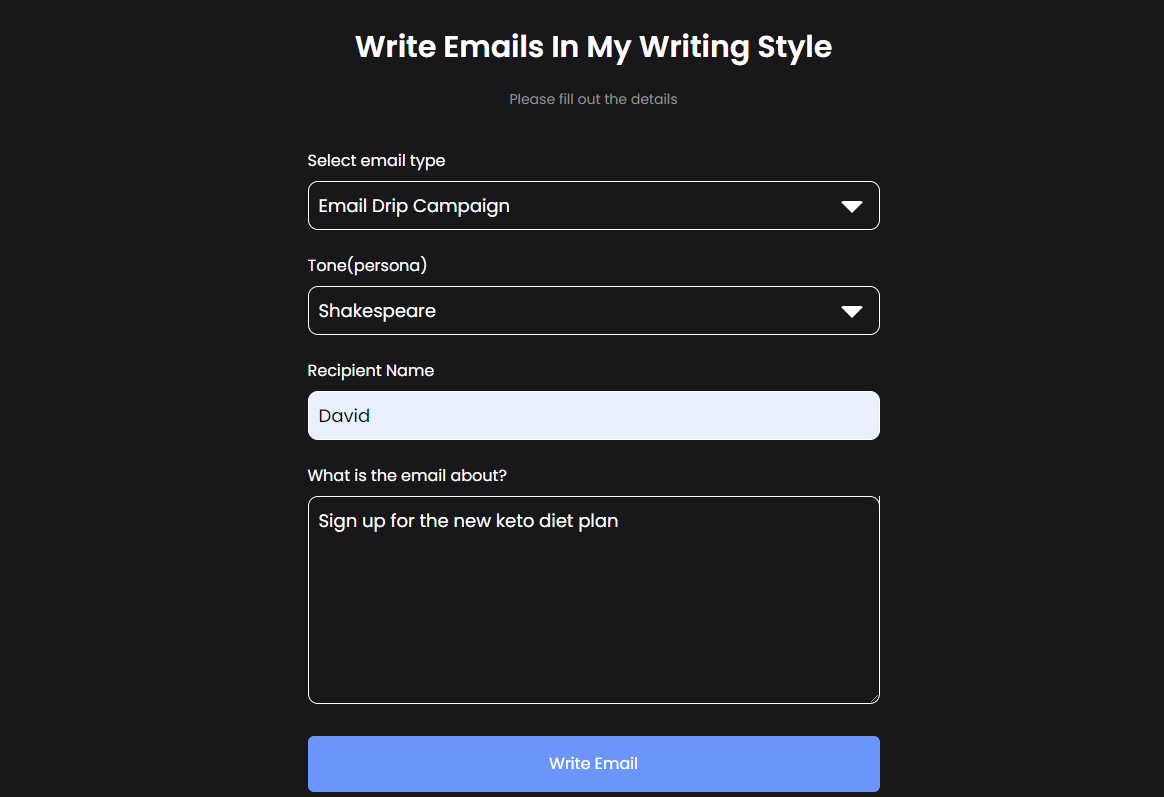 Write Emails In My Writing Style
Please fill out the details
Select email type
Email Drip Campaign
Tone(persona)
Shakespeare
Recipient Name
David
What is the email about?
Sign up for the new keto diet plan
Write Email